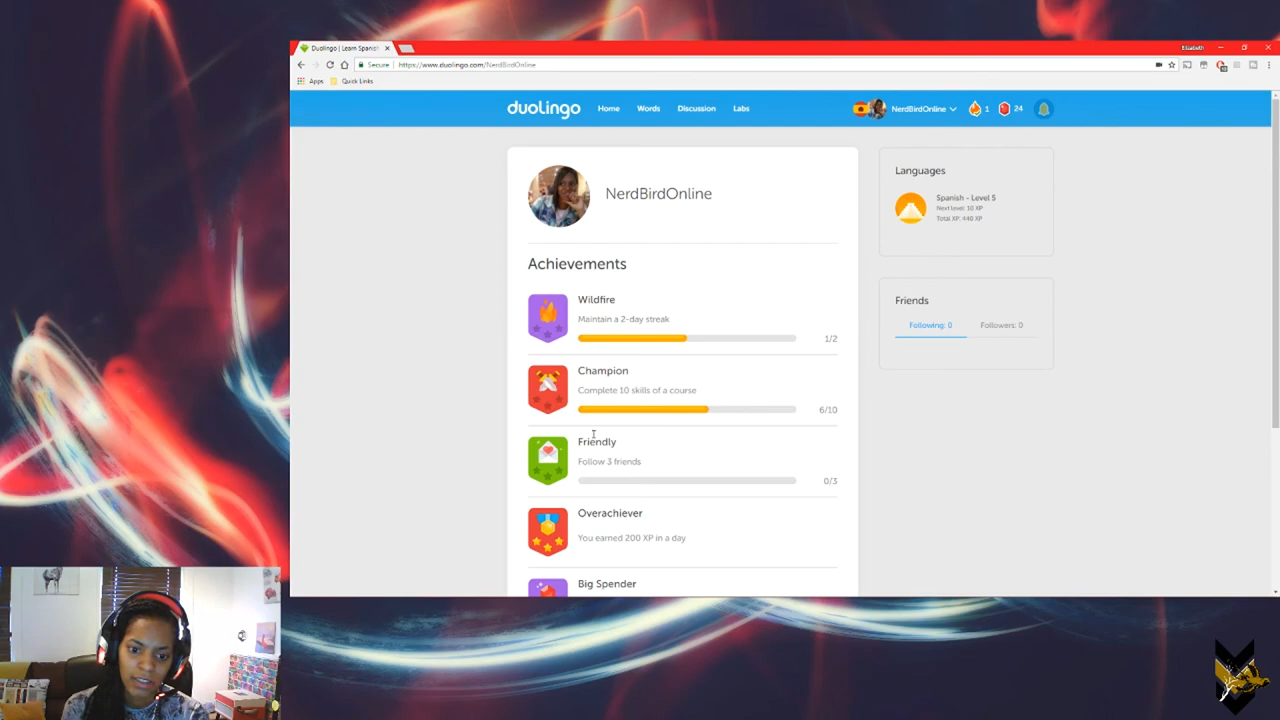 Duolingo | Learn Spanish
Elizabeth
Secure
https://www.duolingo.com/NerdBirdOnline
Apps
Quick Links
duolingo
Home
Words
Discussion
Labs
NerdBirdOnline
1
24
NerdBirdOnline
Achievements
Wildfire
Maintain a 2-day streak
1/2
Champion
Complete 10 skills of a course
6/10
Friendly
Follow 3 friends
0/3
Overachiever
You earned 200 XP in a day
Big Spender
Languages
Spanish - Level 5
Next level: 10 XP
Total XP: 440 XP
Friends
Following: 0
Followers: 0